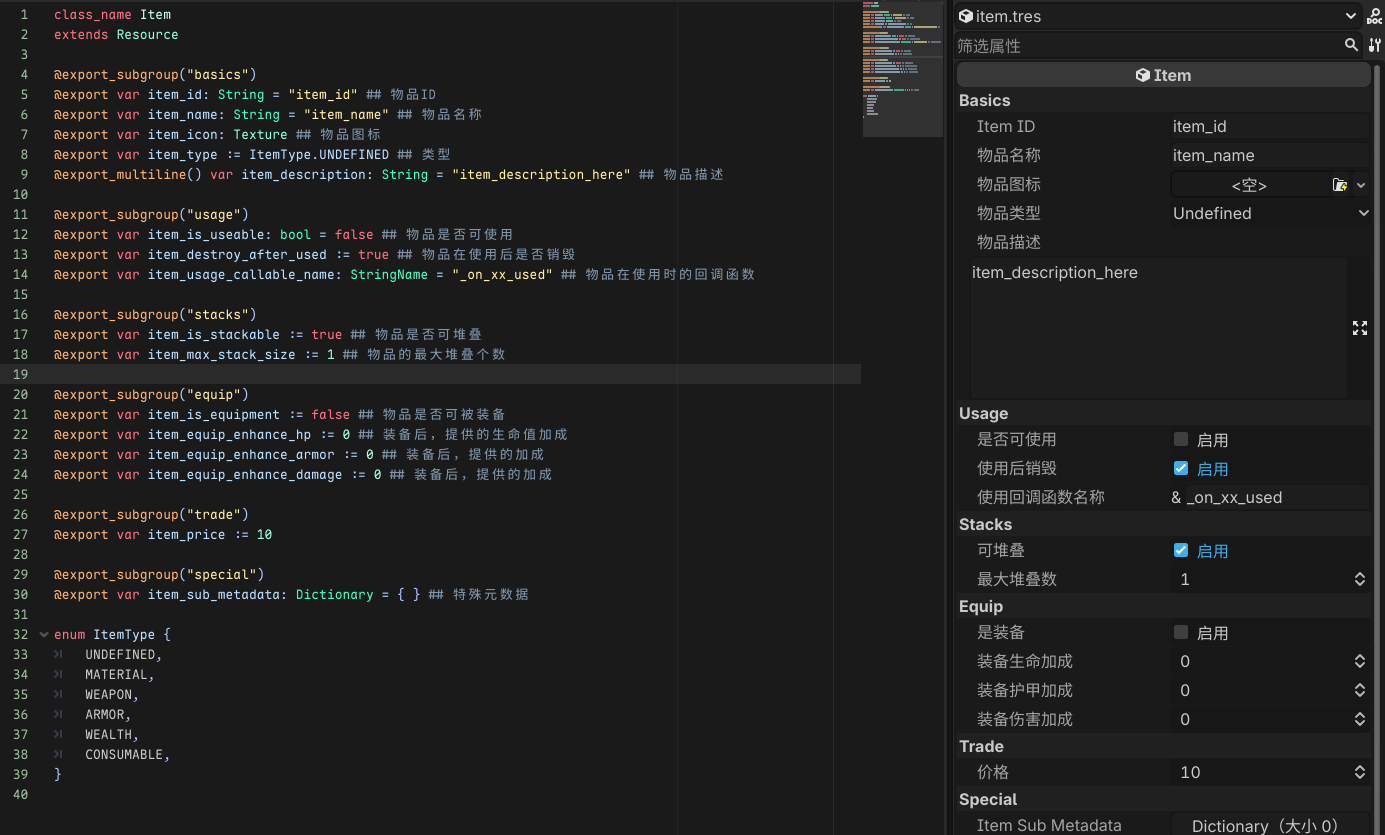 1 class_name Item
2 extends Resource
3
4 @export_subgroup("basics")
5 @export var item_id: String = "item_id" ## 物品ID
6 @export var item_name: String = "item_name" ## 物品名称
7 @export var item_icon: Texture ## 物品图标
8 @export var item_type := ItemType.UNDEFINED ## 类型
9 @export_multiline() var item_description: String = "item_description_here" ## 物品描述
10
11 @export_subgroup("usage")
12 @export var item_is_useable: bool = false ## 物品是否可使用
13 @export var item_destroy_after_used := true ## 物品在使用后是否销毁
14 @export var item_usage_callable_name: StringName = "_on_xx_used" ## 物品在使用时的回调函数
15
16 @export_subgroup("stacks")
17 @export var item_is_stackable := true ## 物品是否可堆叠
18 @export var item_max_stack_size := 1 ## 物品的最大堆叠个数
19
20 @export_subgroup("equip")
21 @export var item_is_equipment := false ## 物品是否可被装备
22 @export var item_equip_enhance_hp := 0 ## 装备后，提供的生命值加成
23 @export var item_equip_enhance_armor := 0 ## 装备后，提供的加成
24 @export var item_equip_enhance_damage := 0 ## 装备后，提供的加成
25
26 @export_subgroup("trade")
27 @export var item_price := 10
28
29 @export_subgroup("special")
30 @export var item_sub_metadata: Dictionary = { } ## 特殊元数据
31
32 enum ItemType {
33 UNDEFINED,
34 MATERIAL,
35 WEAPON,
36 ARMOR,
37 WEALTH,
38 CONSUMABLE,
39 }
40
item.tres
DOC
筛选属性
Item
Basics
Item ID item_id
物品名称 item_name
物品图标 <空>
物品类型 Undefined
物品描述
item_description_here
Usage
是否可使用 启用
使用后销毁 启用
使用回调函数名称 & _on_xx_used
Stacks
可堆叠 启用
最大堆叠数 1
Equip
是装备 启用
装备生命加成 0
装备护甲加成 0
装备伤害加成 0
Trade
价格 10
Special
Item Sub Metadata Dictionary（大小 0）